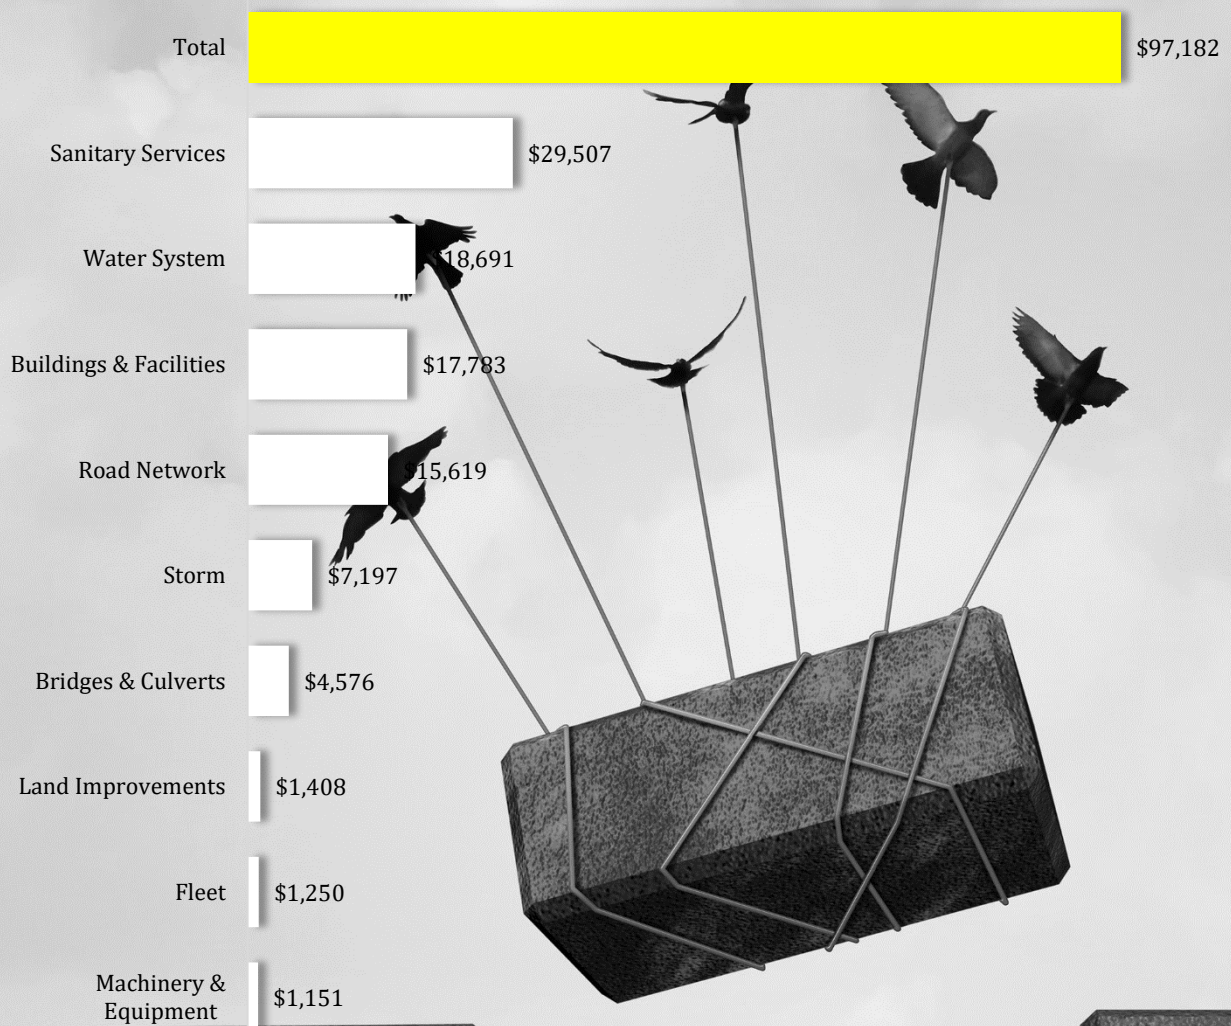 Total $97,182
Sanitary Services $29,507
Water System $18,691
Buildings & Facilities $17,783
Road Network $15,619
Storm $7,197
Bridges & Culverts $4,576
Land Improvements $1,408
Fleet $1,250
Machinery &
Equipment $1,151